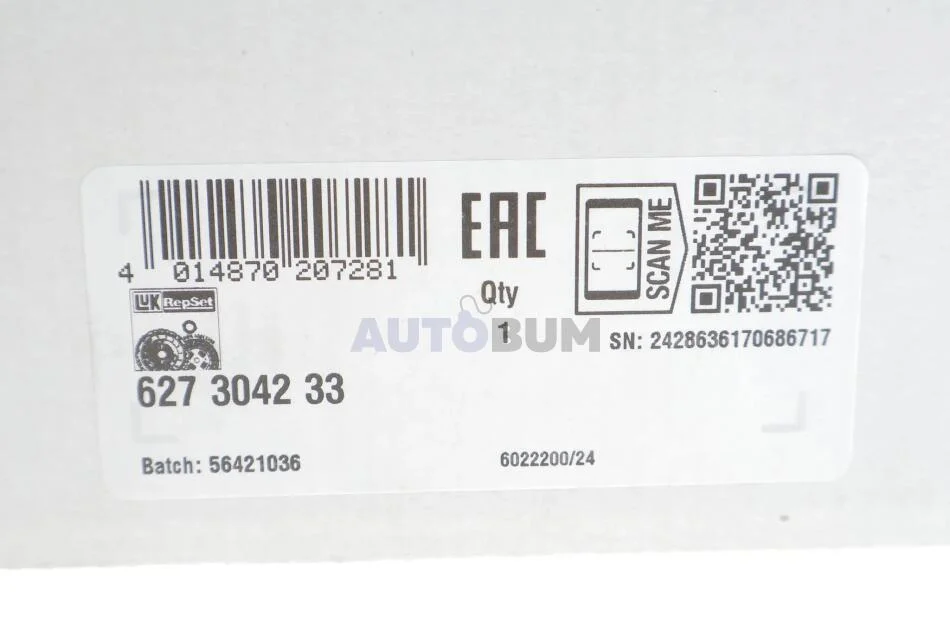 4 014870 207281
EAC
SCAN ME
LuK RepSet
Qty
1
AUTOBUM
SN: 2428636170686717
627 3042 33
Batch: 56421036
6022200/24